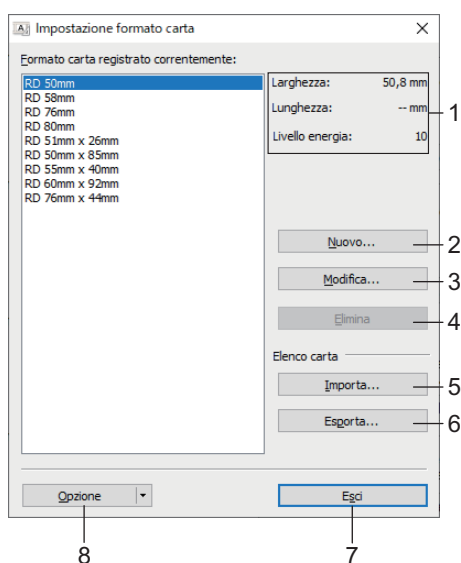 Impostazione formato carta
Formato carta registrato correntemente:
RD 50mm
RD 58mm
RD 76mm
RD 80mm
RD 51mm x 26mm
RD 50mm x 85mm
RD 55mm x 40mm
RD 60mm x 92mm
RD 76mm x 44mm
Larghezza: 50,8 mm
Lunghezza: -- mm
Livello energia: 10
1
Nuovo... 2
Modifica... 3
Elimina 4
Elenco carta
Importa... 5
Esporta... 6
Opzione
Esci
8
7